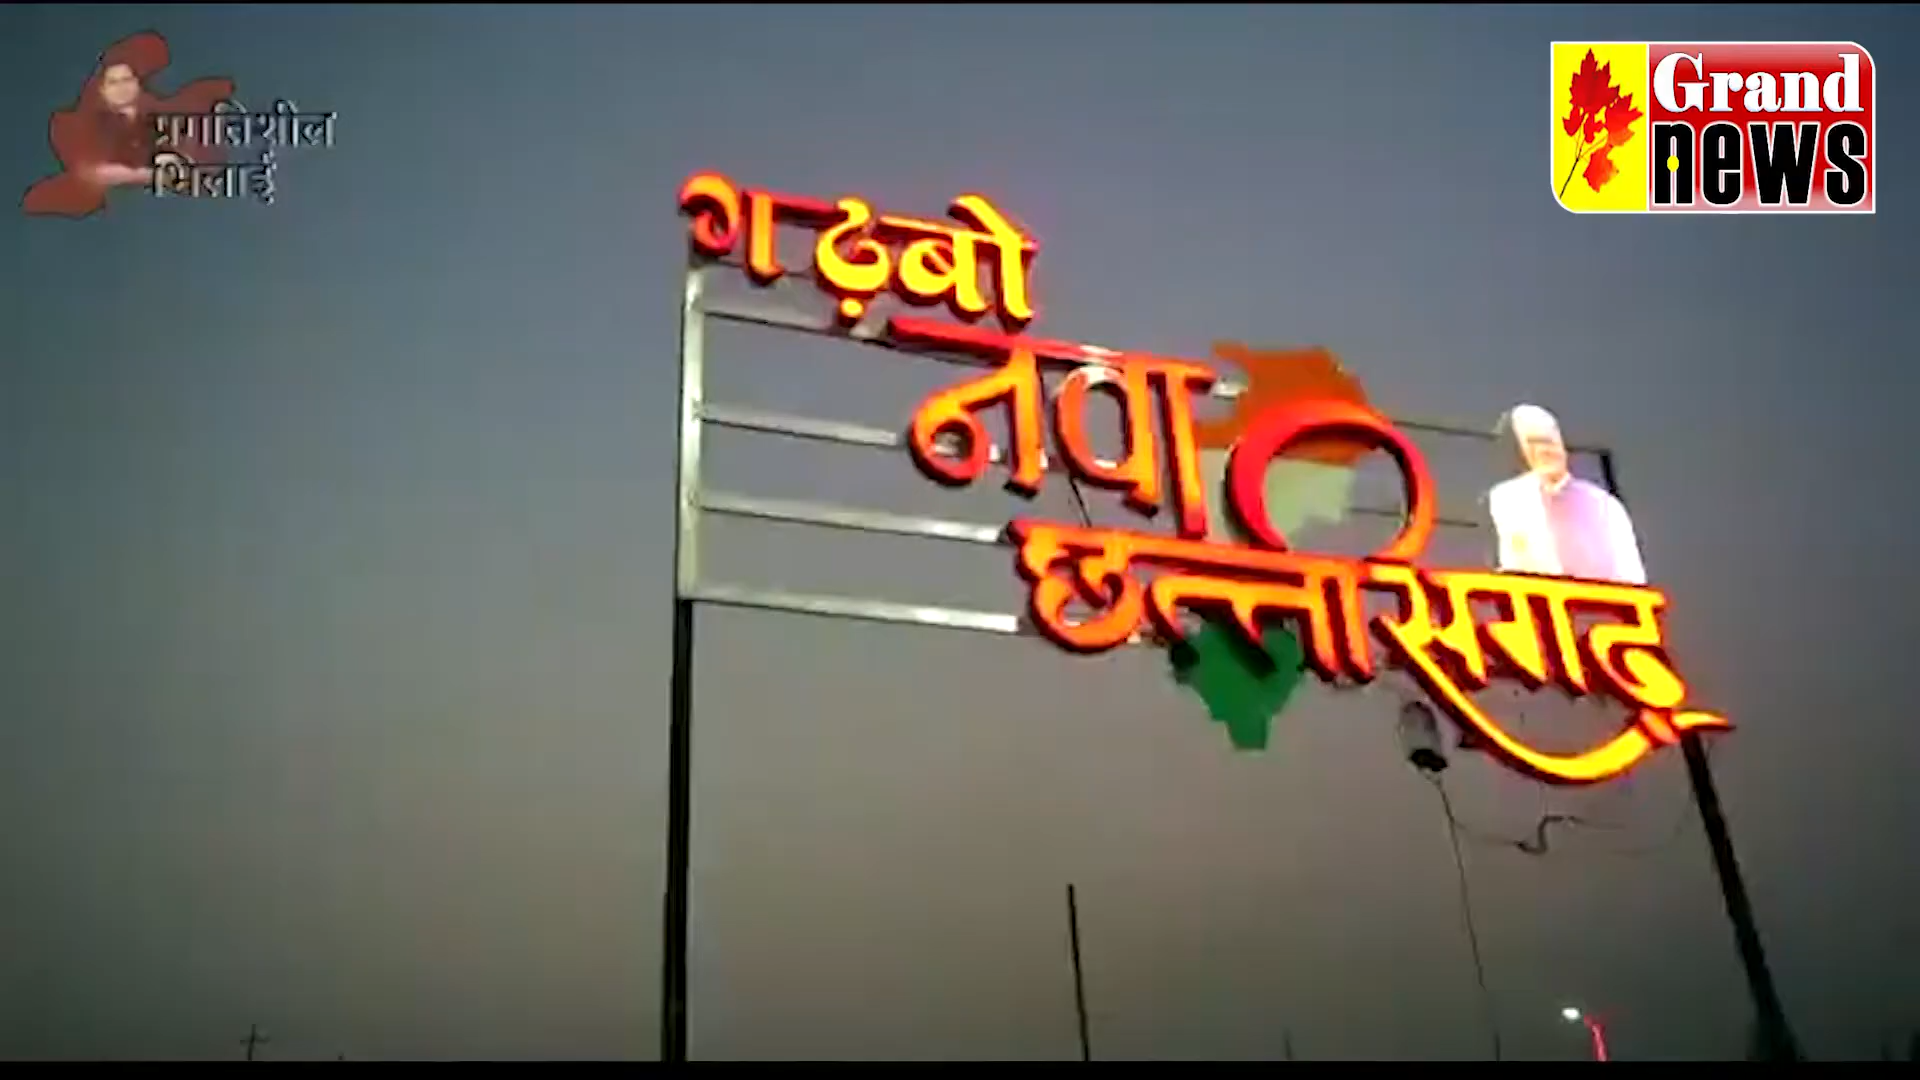 प्रगतिशील
भिलाई
Grand
news
गढ़बो
नवा
छत्तीसगढ़